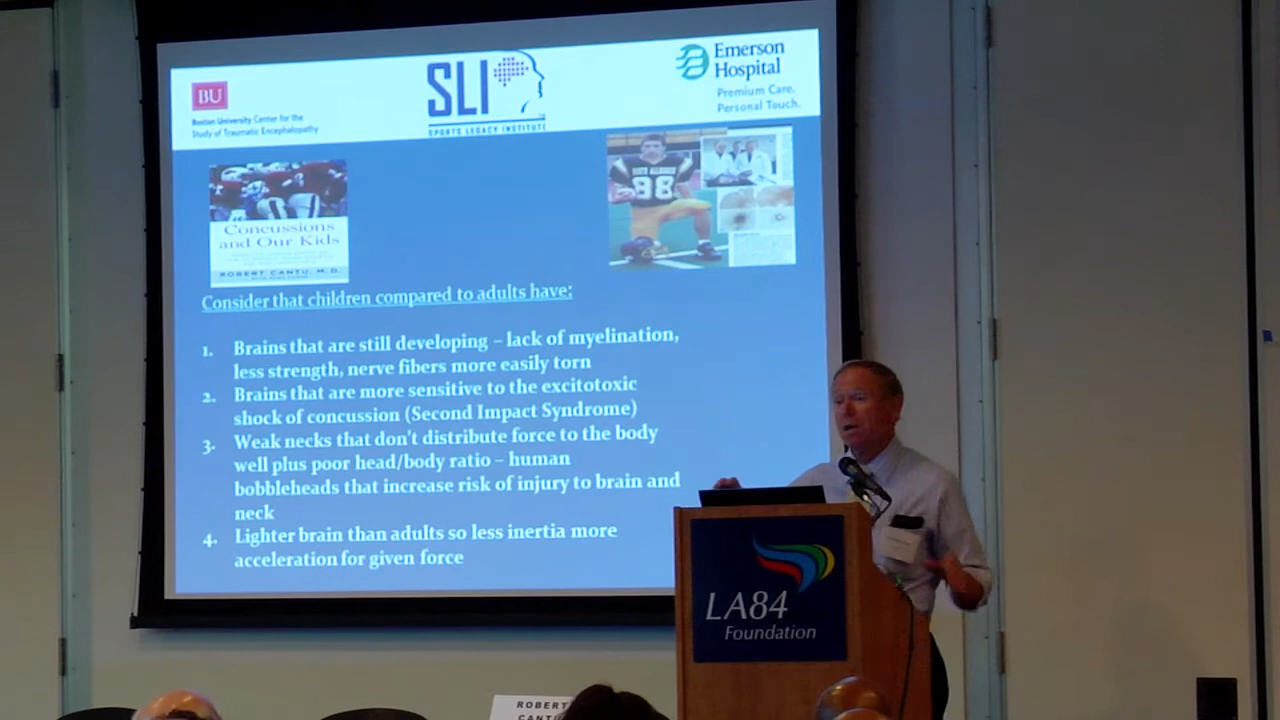 BU
Boston University Center for the
Study of Traumatic Encephalopathy
SLI
SPORTS LEGACY INSTITUTE
Emerson
Hospital
Premium Care.
Personal Touch.
Concussions
and Our Kids
ROBERT CANTU, M.D.
88
Consider that children compared to adults have:
1. Brains that are still developing – lack of myelination,
less strength, nerve fibers more easily torn
2. Brains that are more sensitive to the excitotoxic
shock of concussion (Second Impact Syndrome)
3. Weak necks that don't distribute force to the body
well plus poor head/body ratio – human
bobbleheads that increase risk of injury to brain and
neck
4. Lighter brain than adults so less inertia more
acceleration for given force
LA84
Foundation
ROBERT
CANTU